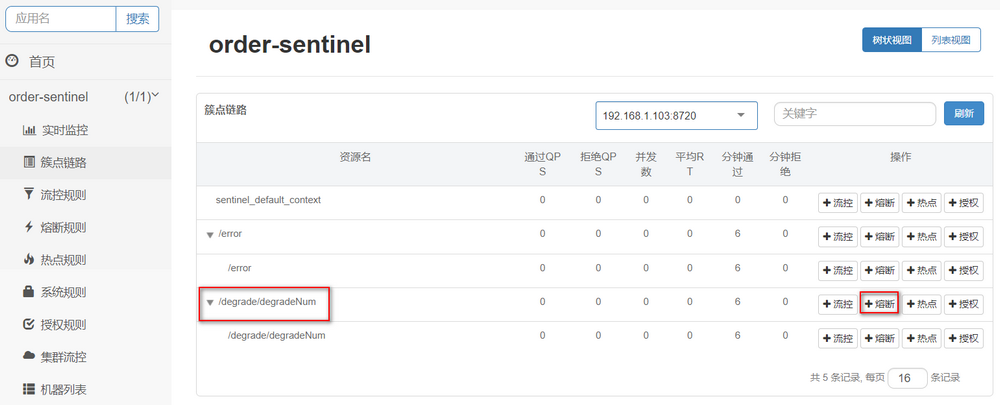 应用名 搜索
首页
order-sentinel (1/1)
实时监控
簇点链路
流控规则
熔断规则
热点规则
系统规则
授权规则
集群流控
机器列表
order-sentinel
树状视图 列表视图
簇点链路 192.168.1.103:8720 关键字 刷新
资源名 通过QPS 拒绝QPS 并发数 平均RT 分钟通过 分钟拒绝 操作
sentinel_default_context 0 0 0 0 0 0 +流控 +熔断 +热点 +授权
/error 0 0 0 0 6 0 +流控 +熔断 +热点 +授权
/error 0 0 0 0 6 0 +流控 +熔断 +热点 +授权
/degrade/degradeNum 0 0 0 0 6 0 +流控 +熔断 +热点 +授权
/degrade/degradeNum 0 0 0 0 6 0 +流控 +熔断 +热点 +授权
共 5 条记录, 每页 16 条记录